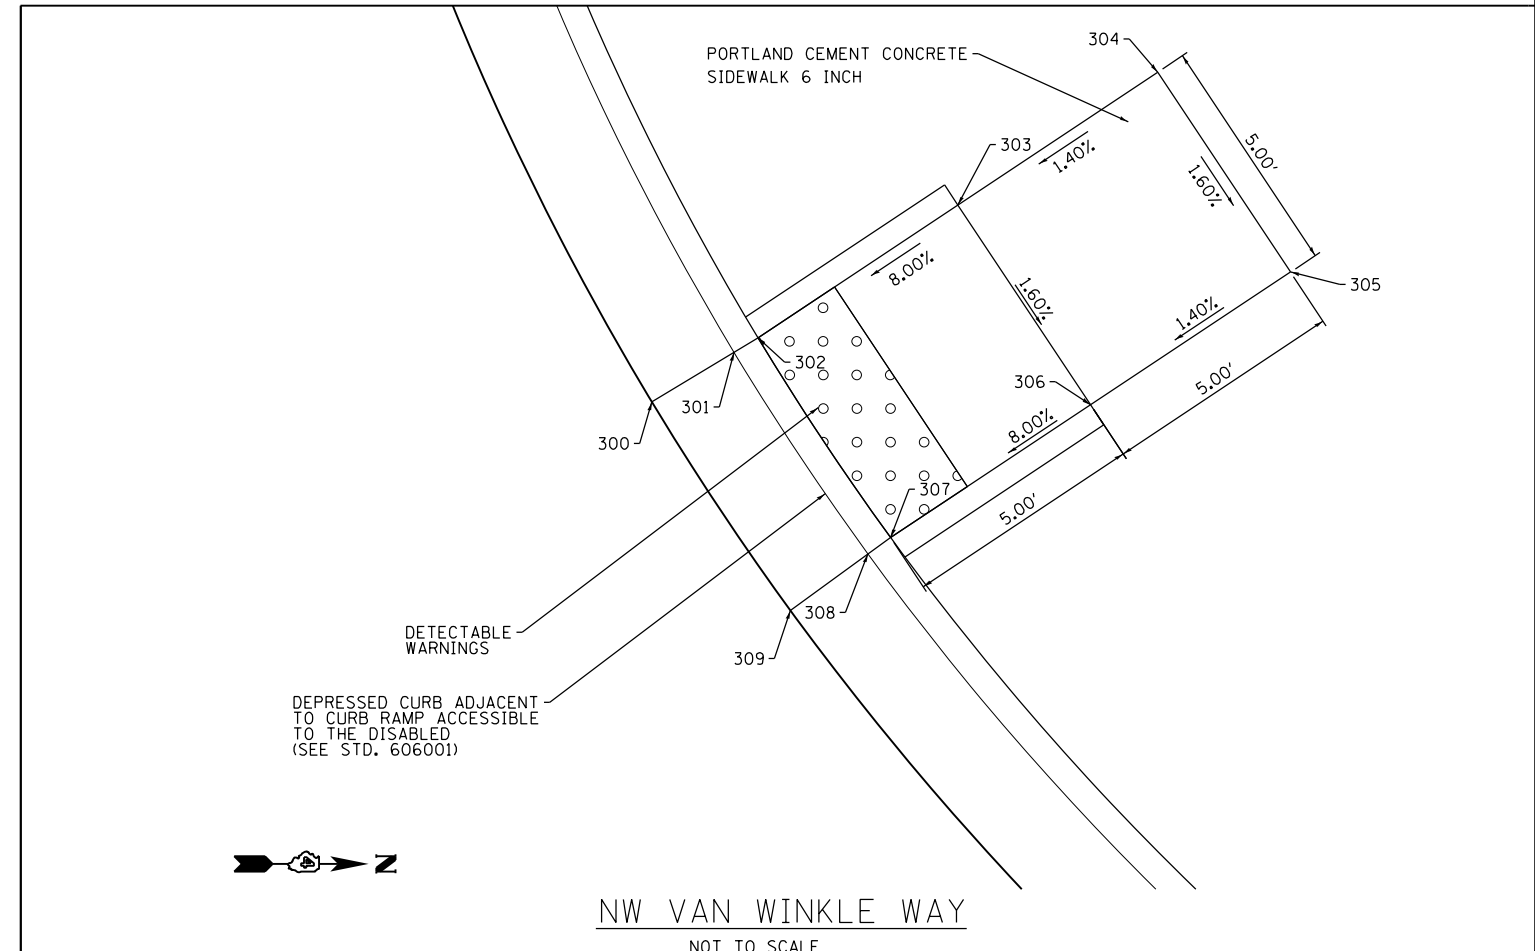 PORTLAND CEMENT CONCRETE
SIDEWALK 6 INCH
304
303
1.40%
5.00'
1.60%
8.00%
1.60%
305
1.40%
302
301
306
5.00'
300
8.00%
307
5.00'
308
309
DETECTABLE
WARNINGS
DEPRESSED CURB ADJACENT
TO CURB RAMP ACCESSIBLE
TO THE DISABLED
(SEE STD. 606001)
N
NW VAN WINKLE WAY
NOT TO SCALE